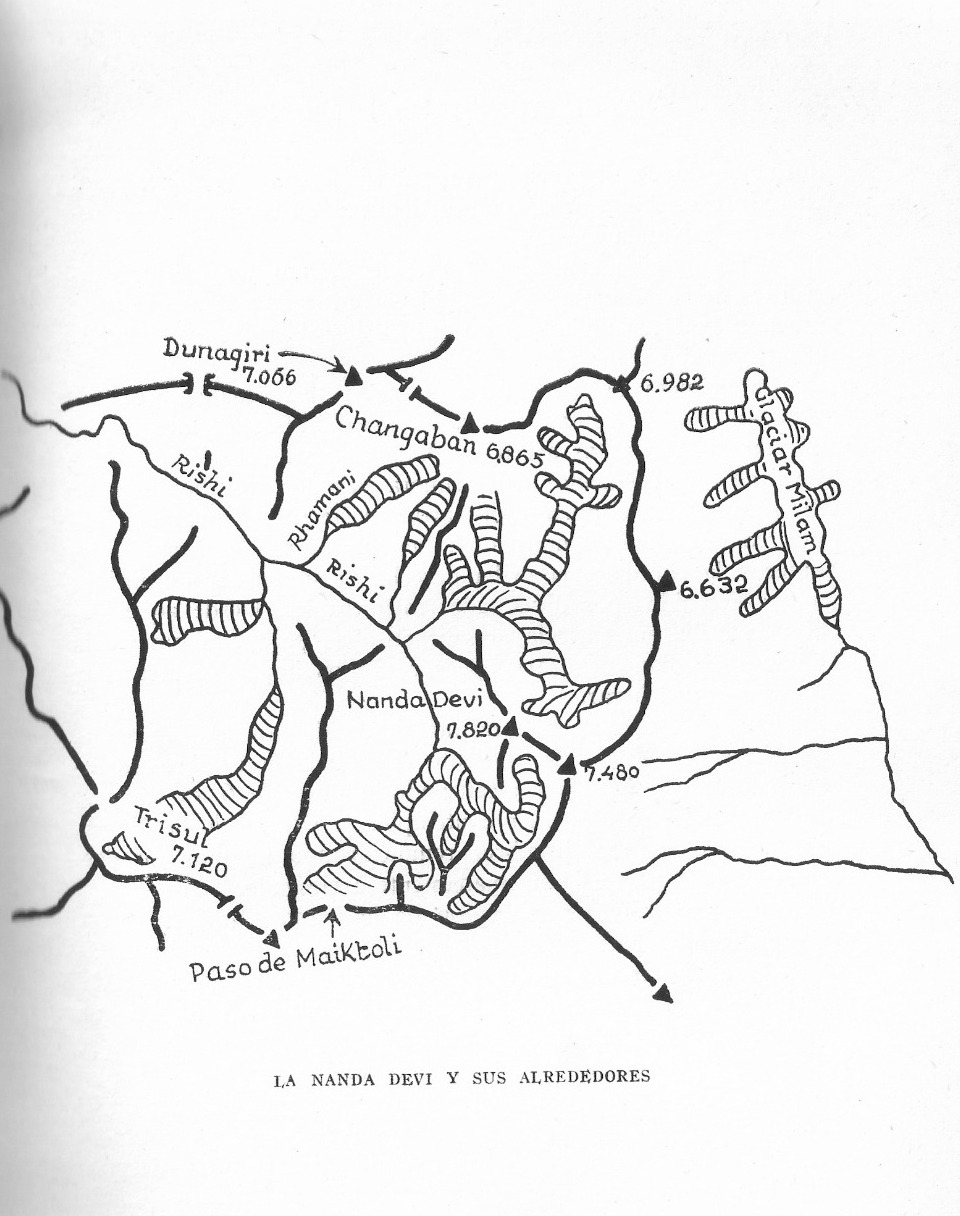 Dunagiri
7.066
6.982
Changaban 6.865
Glaciar Milam
Rishi
Rhamani
Rishi
6.632
Nanda Devi
7.820
7.480
Trisul
7.120
Paso de Maiktoli
LA NANDA DEVI Y SUS ALREDEDORES